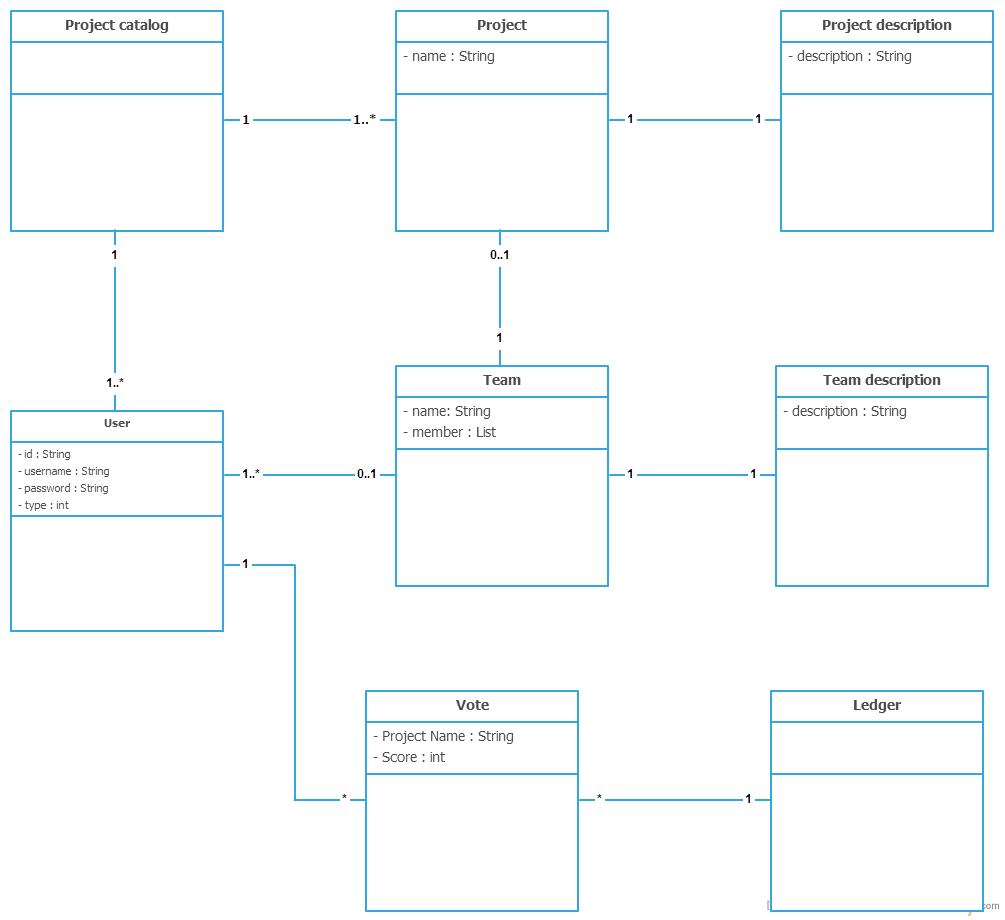 Project catalog
Project
- name : String
Project description
- description : String
1
1..*
1
1
1
0..1
1
1..*
Team
- name: String
- member : List
Team description
- description : String
User
- id : String
- username : String
- password : String
- type : int
1..*
0..1
1
1
1
Vote
- Project Name : String
- Score : int
Ledger
*
*
1
com